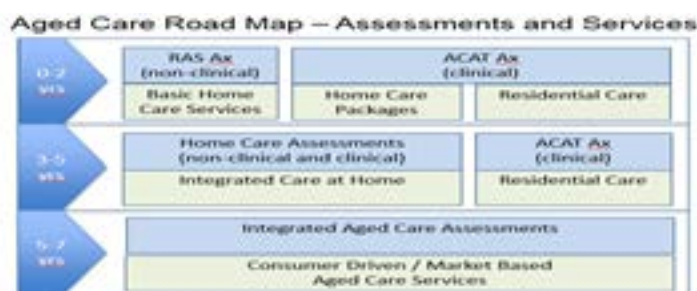 Aged Care Road Map – Assessments and Services
0-2
yrs
RAS Ax
(non-clinical)
ACAT Ax
(clinical)
Basic Home
Care Services
Home Care
Packages
Residential Care
3-5
yrs
Home Care Assessments
(non-clinical and clinical)
ACAT Ax
(clinical)
Integrated Care at Home
Residential Care
5-7
yrs
Integrated Aged Care Assessments
Consumer Driven / Market Based
Aged Care Services